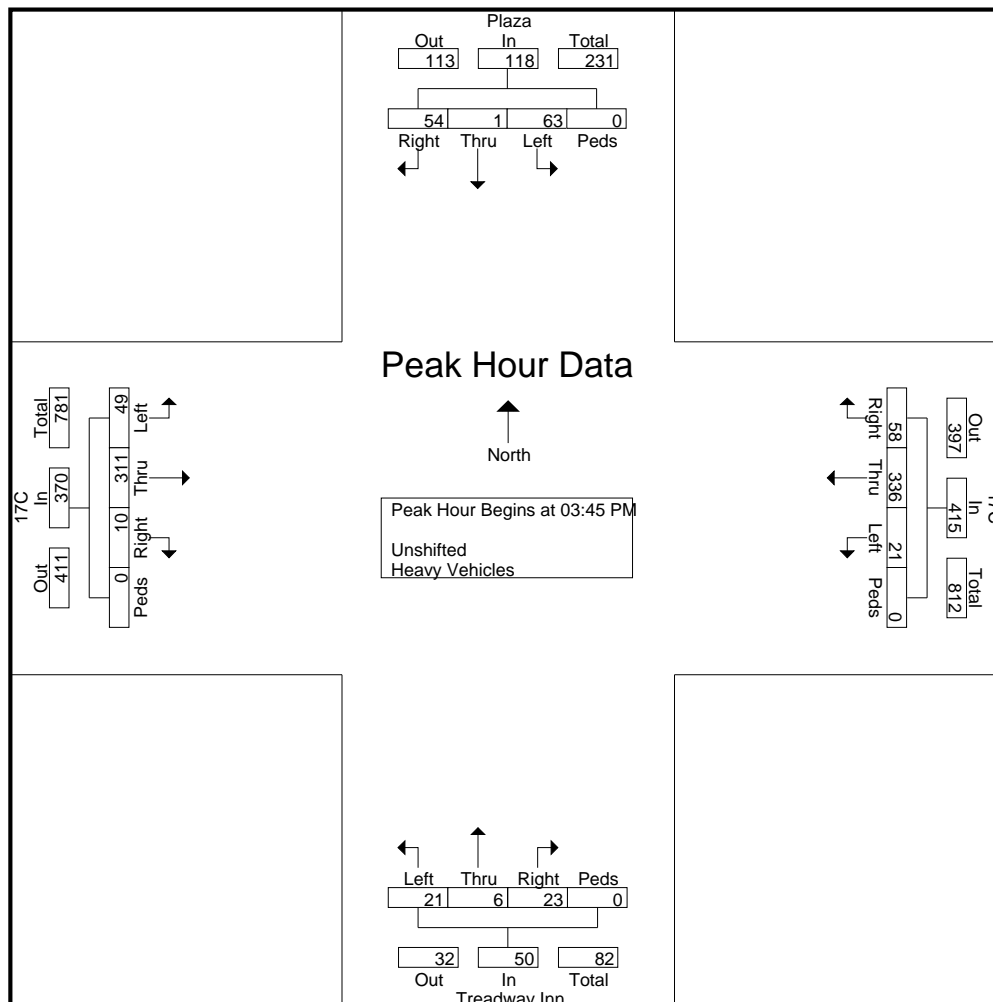 Plaza
Out In Total
113 118 231
54 1 63 0
Right Thru Left Peds
Peak Hour Data
North
Peak Hour Begins at 03:45 PM
Unshifted
Heavy Vehicles
17C
Total In Out
781 370 411
49 311 10 0
Left Thru Right Peds
Right Thru Left Peds
58 336 21 0
Out In Total
397 415 812
Left Thru Right Peds
21 6 23 0
32 50 82
Out In Total
Treadway Inn